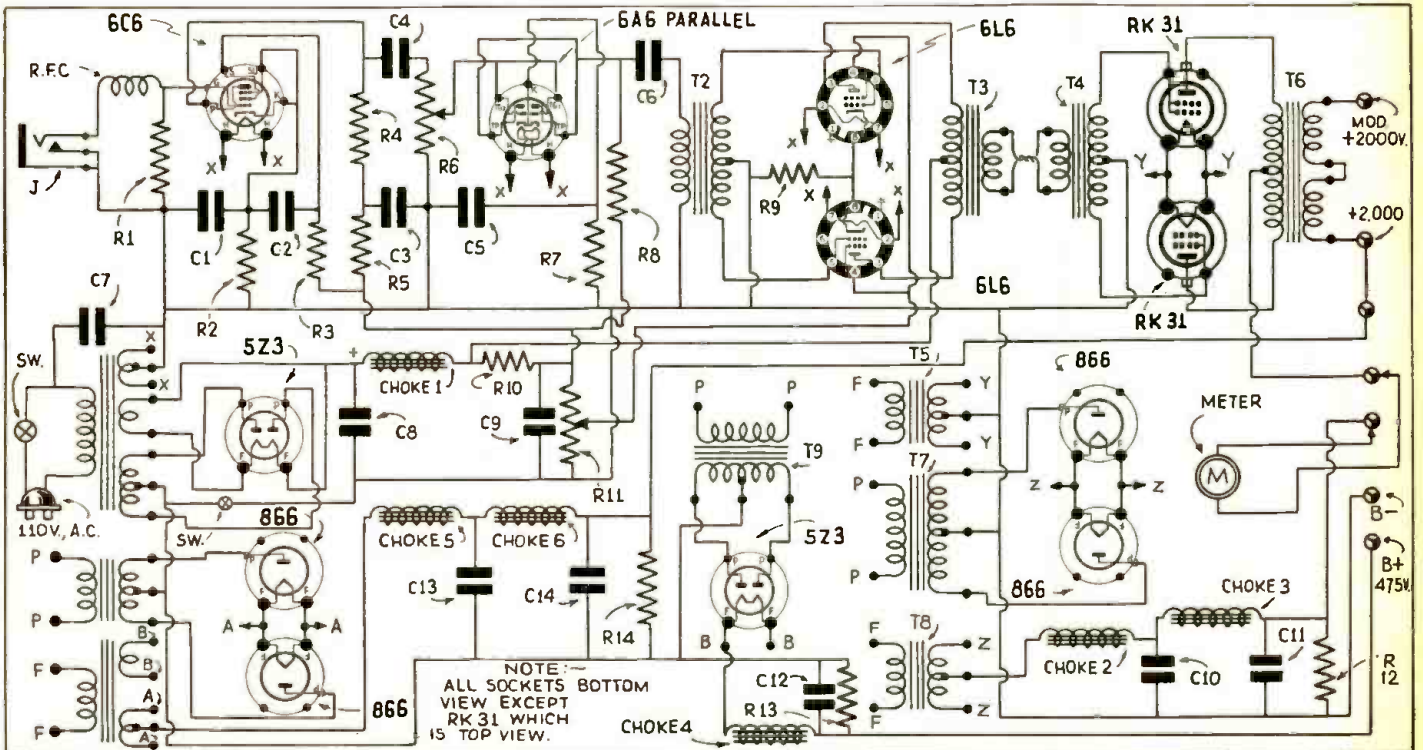 6C6
C4
6A6 PARALLEL
6L6
RK 31
R.F.C
T2
T3
T4
T6
C6
MOD.
+2000V.
R4
R6
X X
X X
X
X
R9
X
X
Y Y
J
R1
C1
C2
C3
C5
R8
+2,000
R2
R3
R5
R7
6L6
RK 31
C7
SW.
X
X
5Z3
+
CHOKE 1
R10
C8
C9
R11
P P
T9
T5
F
F
Y
Y
866
METER
M
110V., A.C.
SW.
866
CHOKE 5
CHOKE 6
5Z3
T7
P
P
Z Z
866
B-
B+
475V.
P
P
A A
C13
C14
R14
B B
F
F
B
B
A
A
866
NOTE:~
ALL SOCKETS BOTTOM
VIEW EXCEPT
RK 31 WHICH
IS TOP VIEW.
C12
R13
CHOKE 4
T8
F
F
Z
Z
CHOKE 2
CHOKE 3
C10
C11
R
12